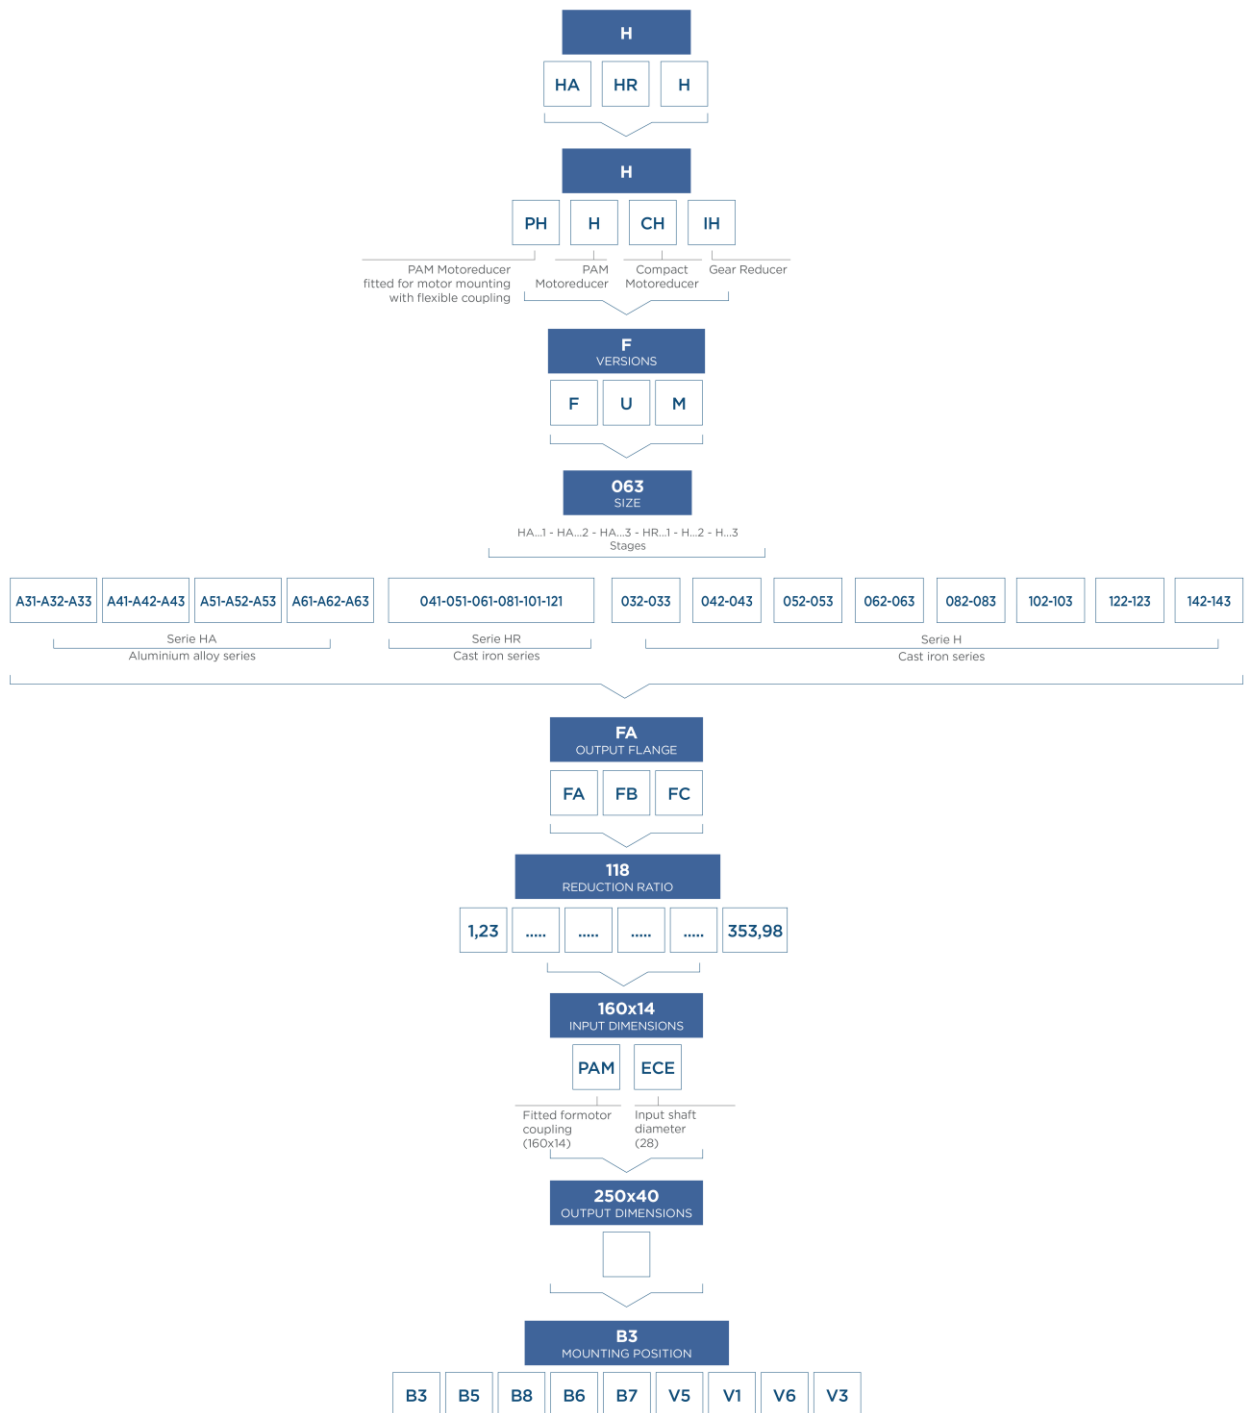 H
HA HR H
H
PH H CH IH
PAM Motoreducer
fitted for motor mounting
with flexible coupling
PAM
Motoreducer
Compact
Motoreducer
Gear Reducer
F
VERSIONS
F U M
063
SIZE
HA...1 - HA...2 - HA...3 - HR...1 - H...2 - H...3
Stages
A31-A32-A33 A41-A42-A43 A51-A52-A53 A61-A62-A63 041-051-061-081-101-121 032-033 042-043 052-053 062-063 082-083 102-103 122-123 142-143
Serie HA
Aluminium alloy series
Serie HR
Cast iron series
Serie H
Cast iron series
FA
OUTPUT FLANGE
FA FB FC
118
REDUCTION RATIO
1,23 ..... ..... ..... ..... 353,98
160x14
INPUT DIMENSIONS
PAM ECE
Fitted formotor
coupling
(160x14)
Input shaft
diameter
(28)
250x40
OUTPUT DIMENSIONS
B3
MOUNTING POSITION
B3 B5 B8 B6 B7 V5 V1 V6 V3